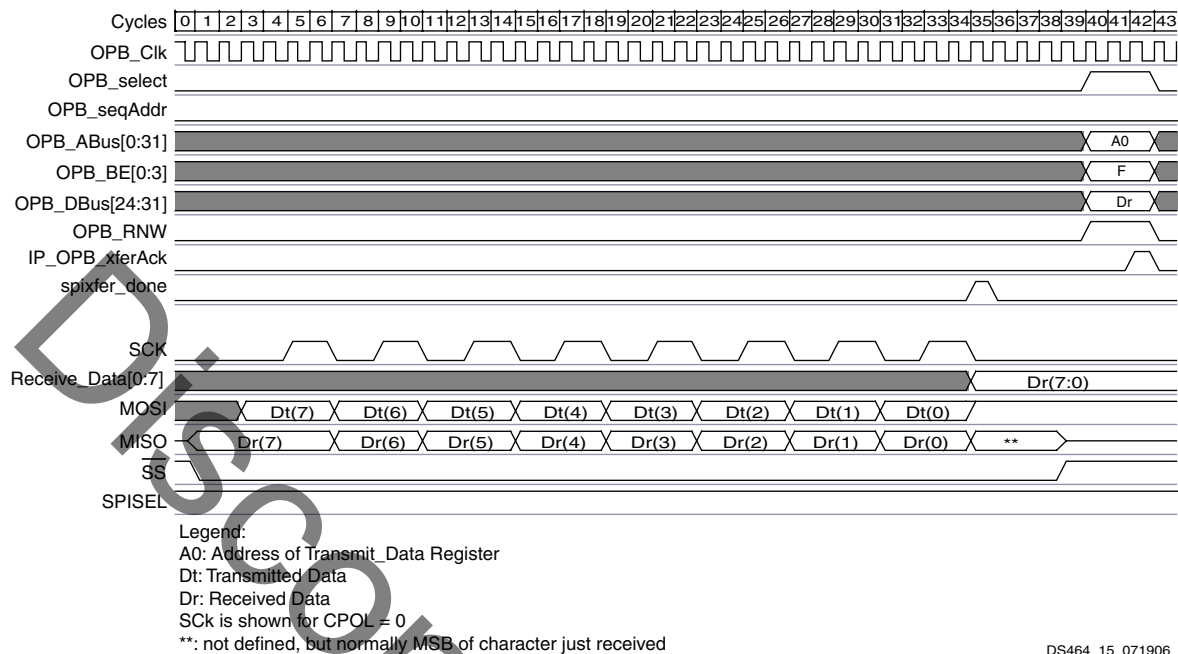 Cycles 0 1 2 3 4 5 6 7 8 9 10 11 12 13 14 15 16 17 18 19 20 21 22 23 24 25 26 27 28 29 30 31 32 33 34 35 36 37 38 39 40 41 42 43
OPB_Clk
OPB_select
OPB_seqAddr
OPB_ABus[0:31] A0
OPB_BE[0:3] F
OPB_DBus[24:31] Dr
OPB_RNW
IP_OPB_xferAck
spixfer_done
SCK
Receive_Data[0:7] Dr(7:0)
MOSI Dt(7) Dt(6) Dt(5) Dt(4) Dt(3) Dt(2) Dt(1) Dt(0)
MISO Dr(7) Dr(6) Dr(5) Dr(4) Dr(3) Dr(2) Dr(1) Dr(0) **
SS
SPISEL
Legend:
A0: Address of Transmit_Data Register
Dt: Transmitted Data
Dr: Received Data
SCk is shown for CPOL = 0
**: not defined, but normally MSB of character just received
DS464_15_071906
Discon